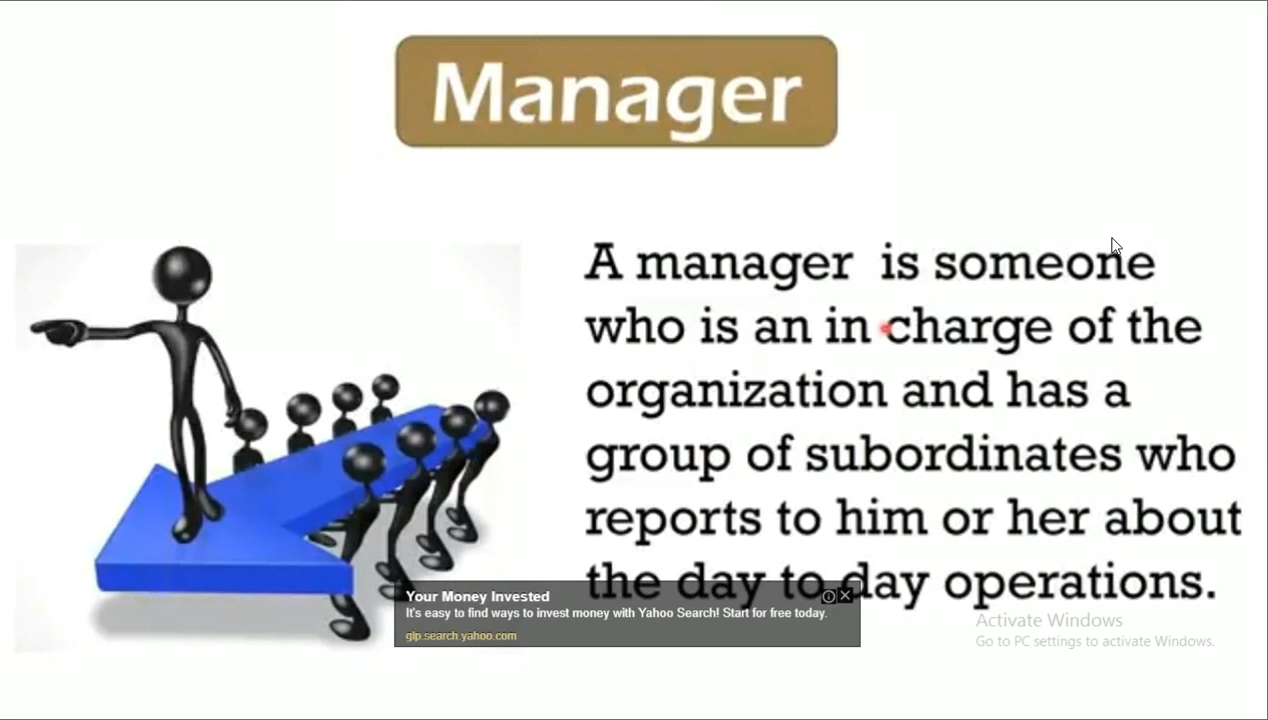 Manager
A manager is someone
who is an in charge of the
organization and has a
group of subordinates who
reports to him or her about
the day to day operations.
Your Money Invested
It's easy to find ways to invest money with Yahoo Search! Start for free today.
glp.search.yahoo.com
Activate Windows
Go to PC settings to activate Windows.